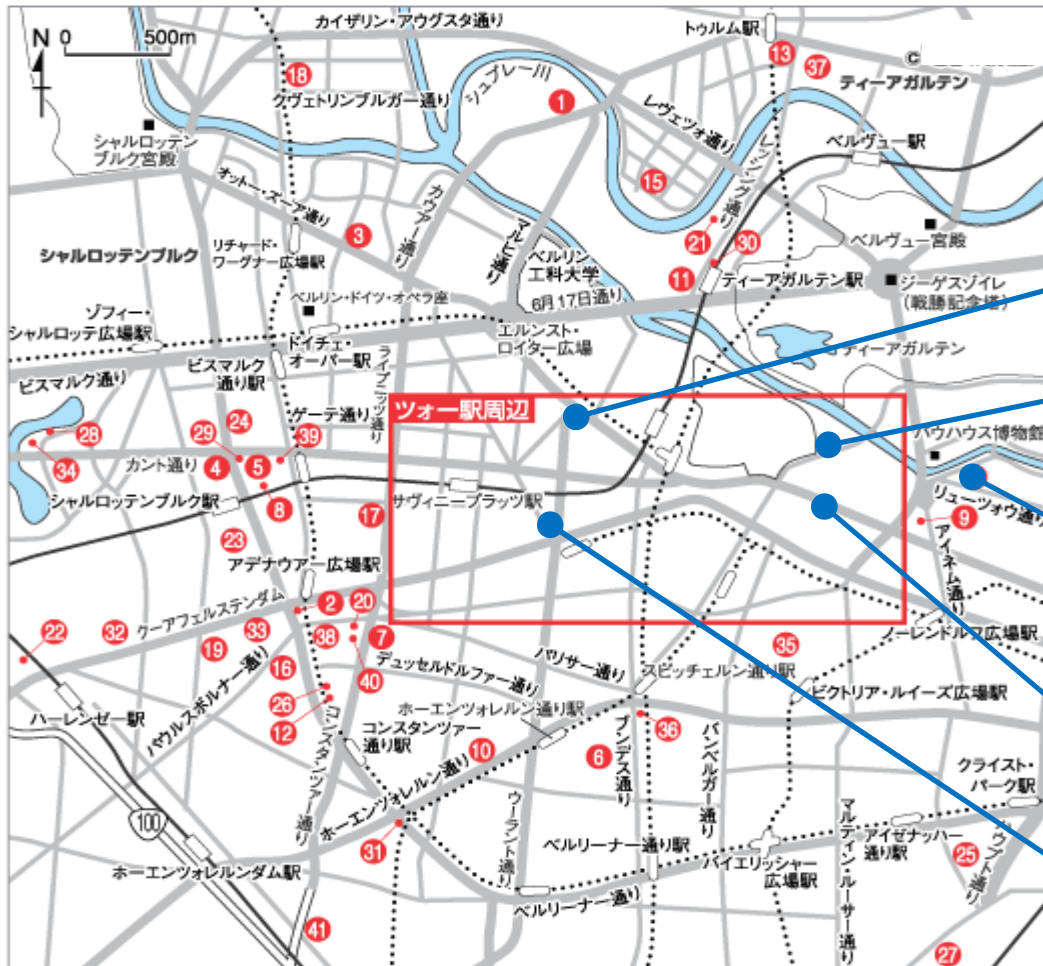 カイザリン・アウグスタ通り
トゥルム駅
N 0 500m
13
37
C
ティーアガルテン
18
クヴェトリンブルガー通り
シュプレー川
1
レヴェツォ通り
ベルヴュー駅
シャルロッテン
ブルク宮殿
オットー・ズーア通り
カウアー通り
マルヒ通り
15
レッシング通り
21
30
ベルヴュー宮殿
シャルロッテンブルク
リチャード・
ワーグナー広場駅
3
ベルリン
工科大学
11
ティーアガルテン駅
ジーゲスゾイレ
(戦勝記念塔)
ベルリン・ドイツ・オペラ座
6月17日通り
ゾフィー・
シャルロッテ広場駅
ドイチェ・
オーパー駅
エルンスト・
ロイター広場
ティーアガルテン
ビスマルク通り
ビスマルク
通り駅
ライプニッツ通り
ゲーテ通り
ツォー駅周辺
24
28
29
39
34
カント通り
4
5
バウハウス博物館
シャルロッテンブルク駅
8
サヴィニープラッツ駅
17
リューツォウ通り
9
23
アイネム通り
アデナウアー広場駅
クーアフェルステンダム
2
20
22
32
33
38
7
19
35
ノーレンドルフ広場駅
パウルスボルナー通り
16
40
デュッセルドルファー通り
パリサー通り
スピッチェルン通り駅
26
ビクトリア・ルイーズ広場駅
ハーレンゼー駅
12
コンスタンツァー通り
コンスタンツァー
通り駅
ホーエンツォレルン通り駅
10
6
ブンデス通り
36
バンベルガー通り
クライスト・
パーク駅
100
ホーエンツォレルン通り
ウーラント通り
31
ベルリーナー通り駅
マルティン・ルーサー通り
アイゼナッハー
通り駅
25
ハウプト通り
ホーエンツォレルンダム駅
バイエリッシャー
広場駅
ベルリーナー通り
41
27